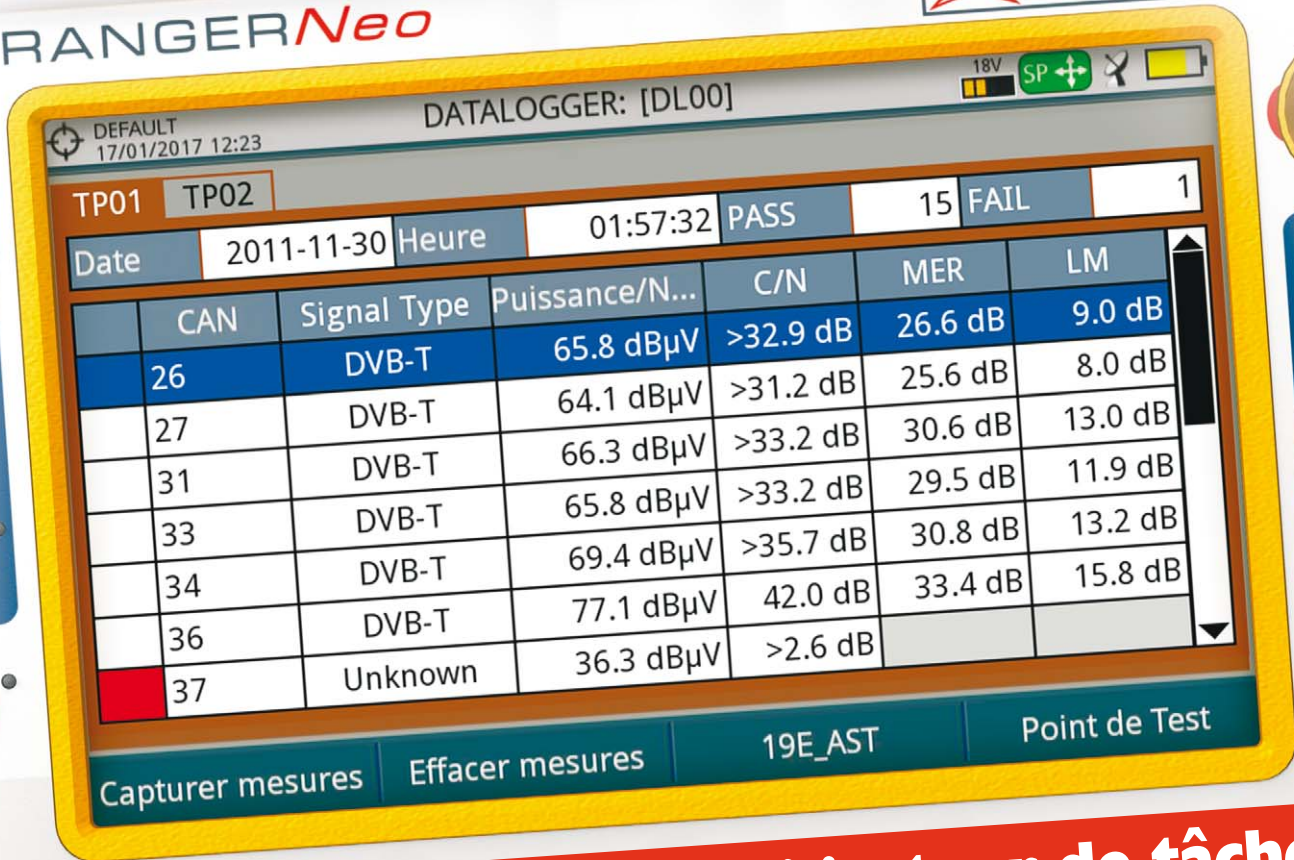 RANGERNeo
DEFAULT
17/01/2017 12:23
DATALOGGER: [DL00]
18V
SP
TP01 TP02
Date 2011-11-30 Heure 01:57:32 PASS 15 FAIL 1
CAN Signal Type Puissance/N... C/N MER LM
26 DVB-T 65.8 dBµV >32.9 dB 26.6 dB 9.0 dB
27 DVB-T 64.1 dBµV >31.2 dB 25.6 dB 8.0 dB
31 DVB-T 66.3 dBµV >33.2 dB 30.6 dB 13.0 dB
33 DVB-T 65.8 dBµV >33.2 dB 29.5 dB 11.9 dB
34 DVB-T 69.4 dBµV >35.7 dB 30.8 dB 13.2 dB
36 DVB-T 77.1 dBµV 42.0 dB 33.4 dB 15.8 dB
37 Unknown 36.3 dBµV >2.6 dB
Capturer mesures Effacer mesures 19E_AST Point de Test
de tâche